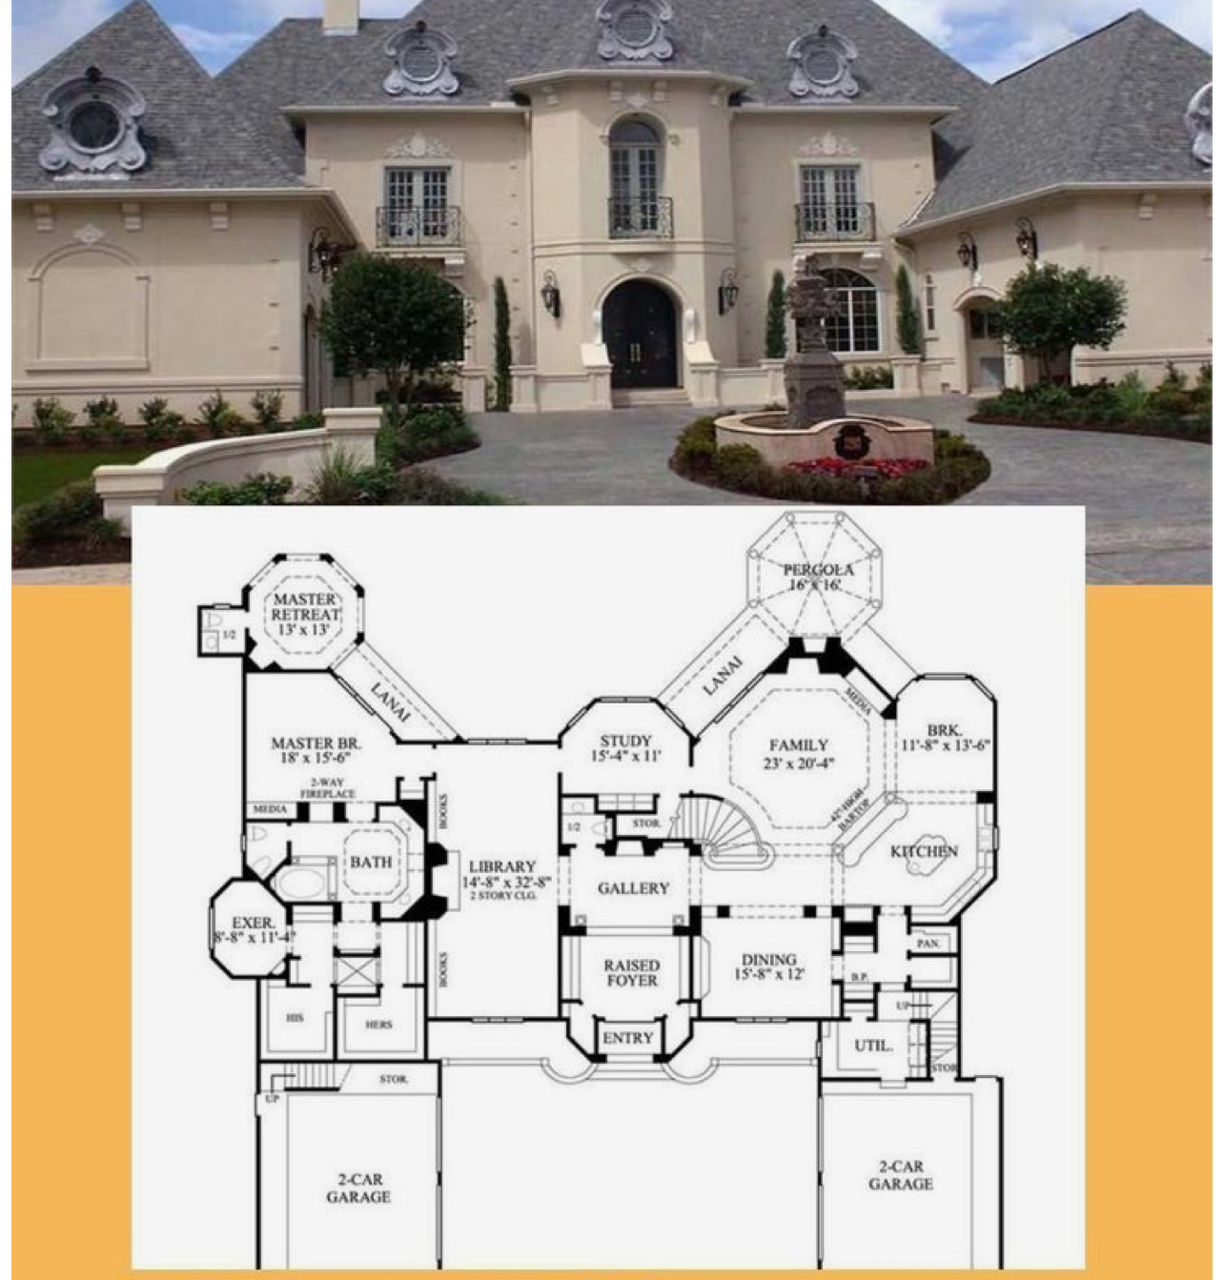 PERGOLA
16' x 16'
MASTER
RETREAT
13' x 13'
1/2
LANAI
LANAI
MEDIA
MASTER BR.
18' x 15'-6"
2-WAY
FIREPLACE
MEDIA
STUDY
15'-4" x 11'
FAMILY
23' x 20'-4"
BRK.
11'-8" x 13'-6"
42" HIGH
BARTOP
BOOKS
1/2
STOR.
BATH
LIBRARY
14'-8" x 32'-8"
2 STORY CLG.
GALLERY
KITCHEN
EXER.
8'-8" x 11'-4"
BOOKS
RAISED
FOYER
DINING
15'-8" x 12'
B.P.
PAN.
HIS
HERS
ENTRY
UP
UTIL.
STOR
STOR.
UP
2-CAR
GARAGE
2-CAR
GARAGE